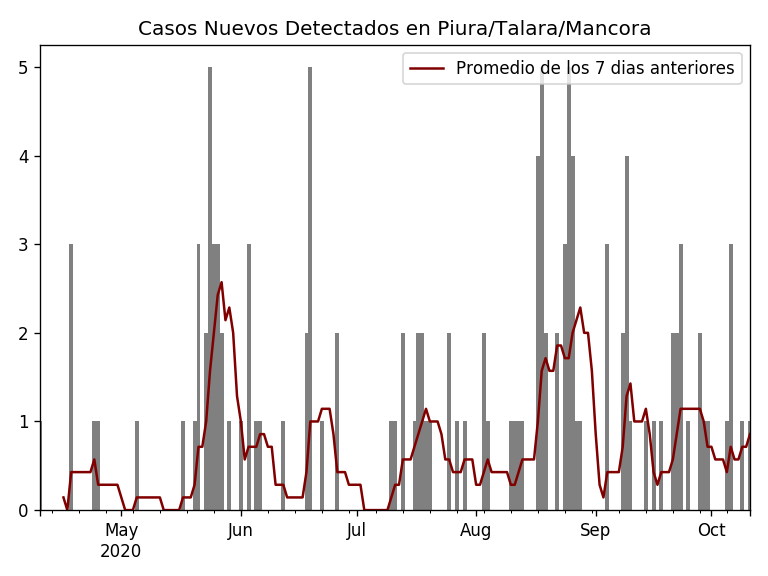 Casos Nuevos Detectados en Piura/Talara/Mancora
Promedio de los 7 dias anteriores
5
4
3
2
1
0
May Jun Jul Aug Sep Oct
2020